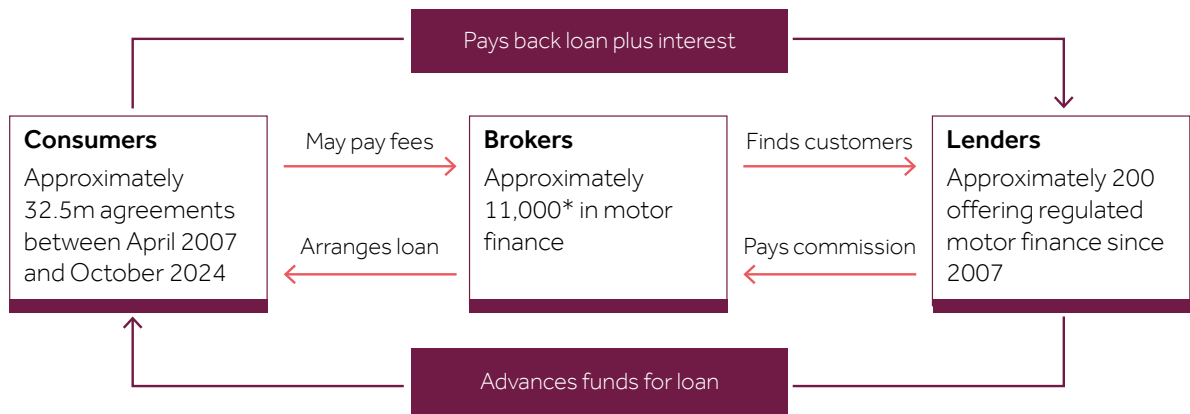 Pays back loan plus interest
Consumers
Approximately
32.5m agreements
between April 2007
and October 2024
May pay fees
Arranges loan
Brokers
Approximately
11,000* in motor
finance
Finds customers
Pays commission
Lenders
Approximately 200
offering regulated
motor finance since
2007
Advances funds for loan